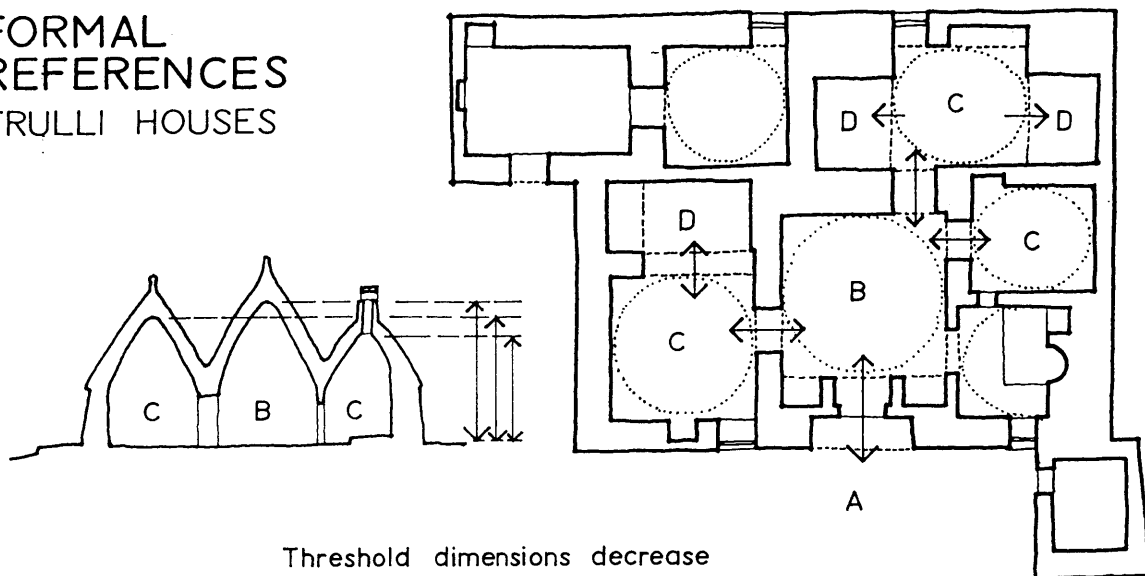 FORMAL
REFERENCES
TRULLI HOUSES
D
C
D
D
C
B
C
C
B
C
A
Threshold dimensions decrease